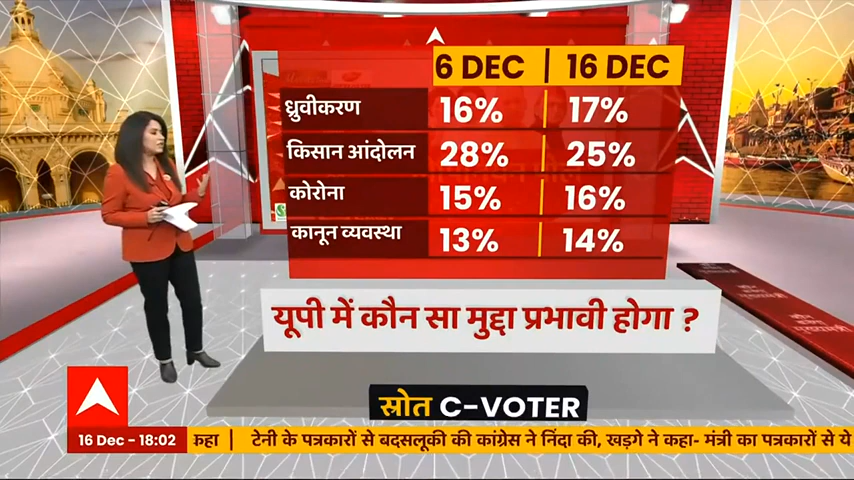 6 DEC | 16 DEC
ध्रुवीकरण 16% 17%
किसान आंदोलन 28% 25%
कोरोना 15% 16%
कानून व्यवस्था 13% 14%
यूपी में कौन सा मुद्दा प्रभावी होगा ?
स्रोत C-VOTER
16 Dec - 18:02 कहा | टेनी के पत्रकारों से बदसलूकी की कांग्रेस ने निंदा की, खड़गे ने कहा- मंत्री का पत्रकारों से ये